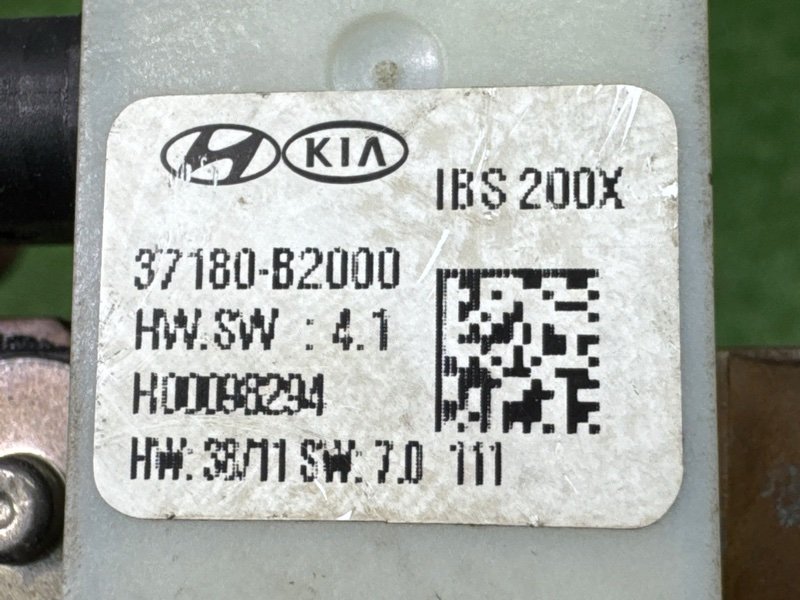 KIA
IBS 200X
37180-B2000
HW.SW : 4.1
H00098294
HW: 38/11 SW: 7.0 111